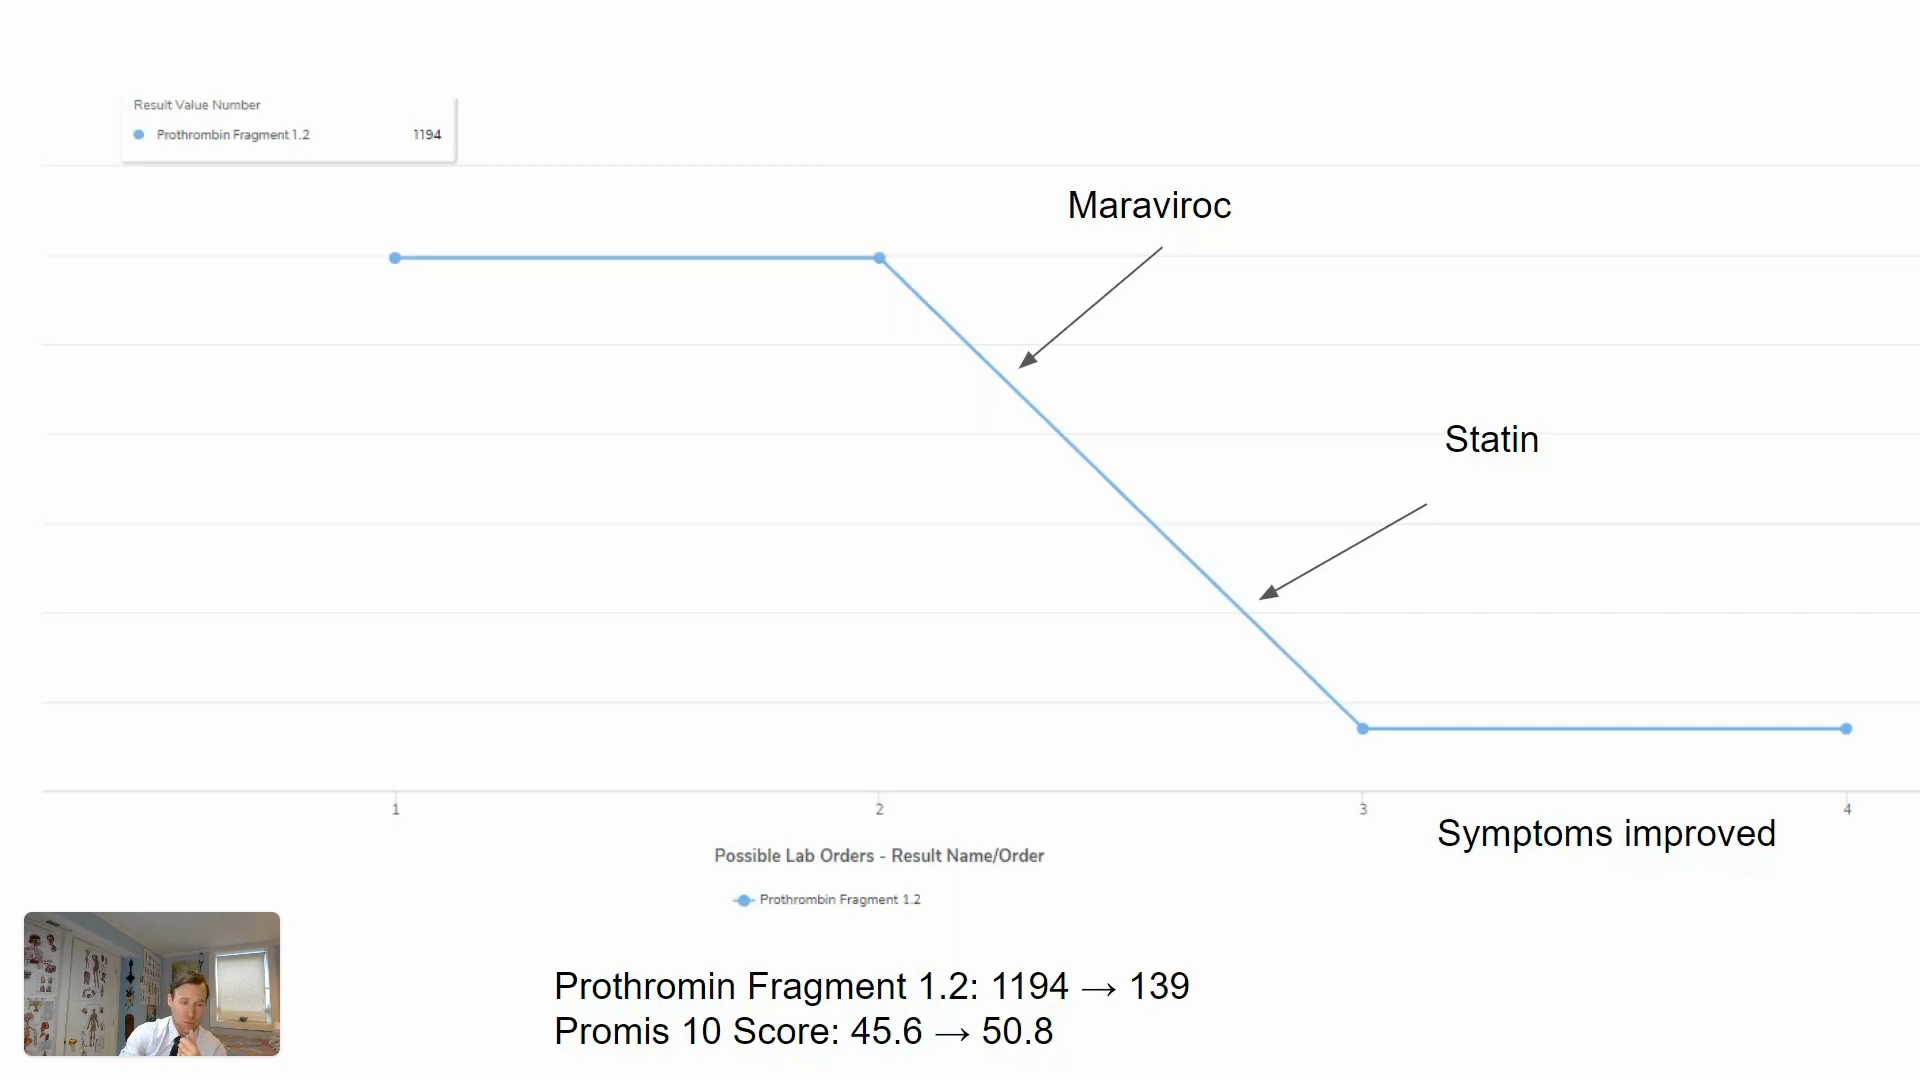 Result Value Number
Prothrombin Fragment 1.2 1194
Maraviroc
Statin
1 2 3 4
Symptoms improved
Possible Lab Orders - Result Name/Order
Prothrombin Fragment 1.2
Prothromin Fragment 1.2: 1194 → 139
Promis 10 Score: 45.6 → 50.8